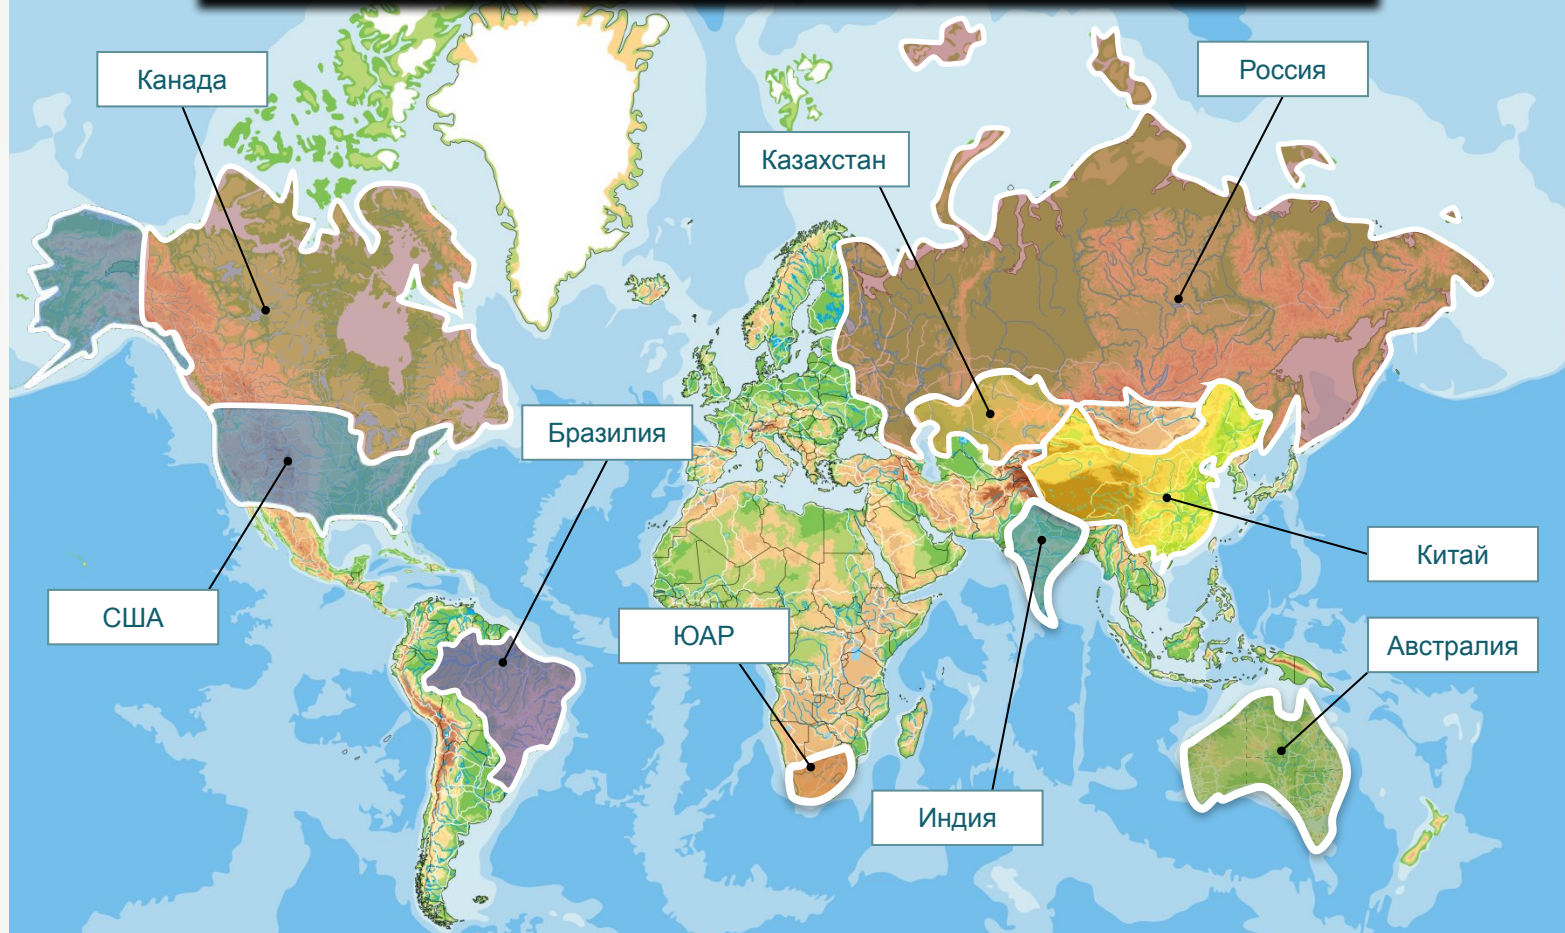 Канада
Россия
Казахстан
Бразилия
Китай
США
ЮАР
Австралия
Индия